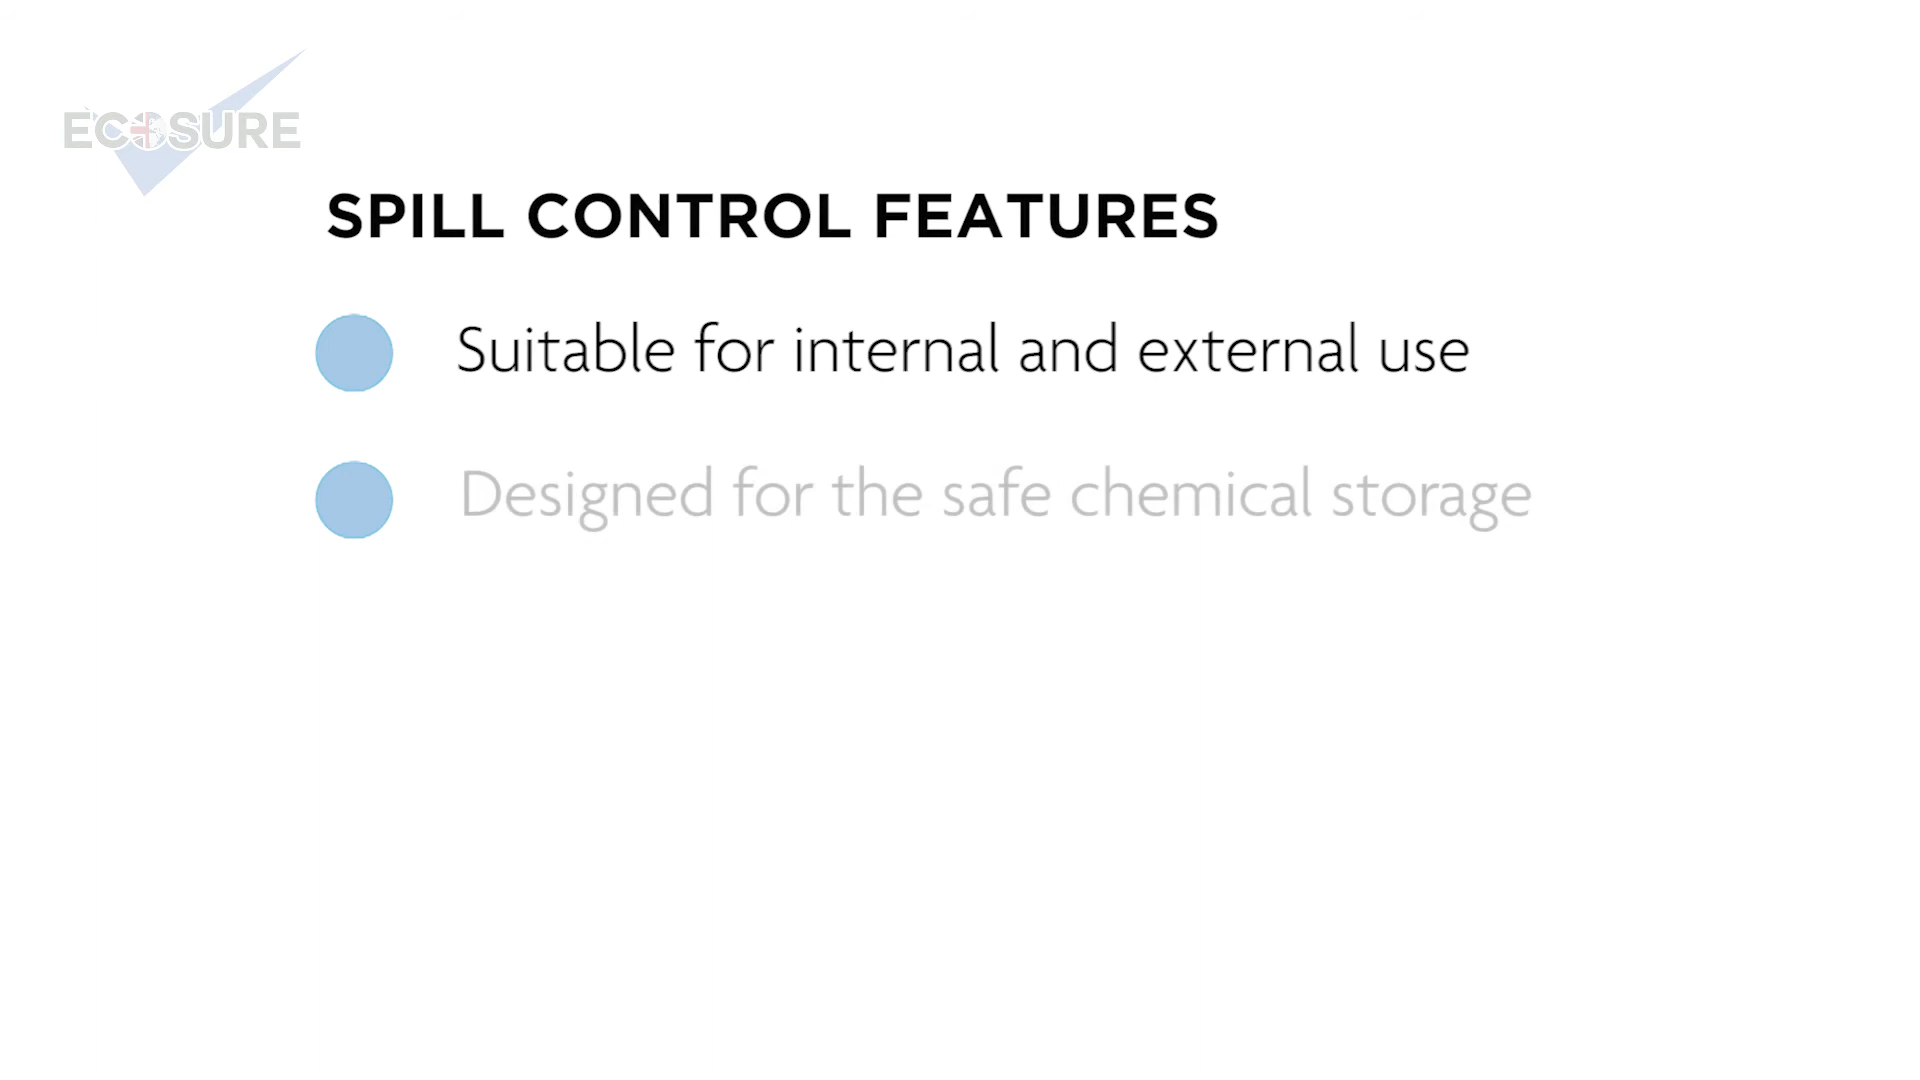 ECOSURE
SPILL CONTROL FEATURES
Suitable for internal and external use
Designed for the safe chemical storage